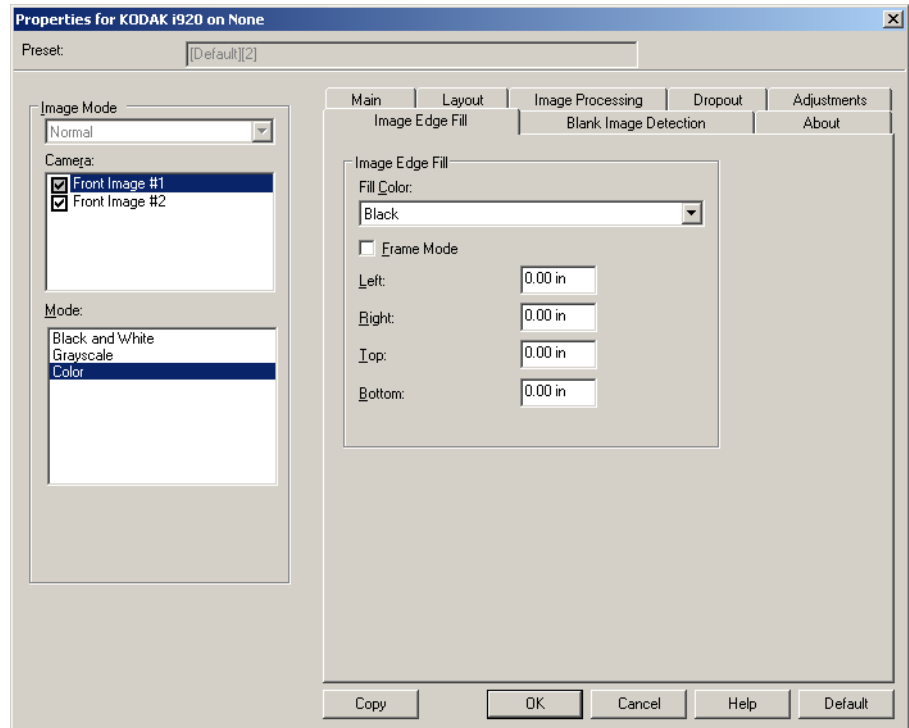 Properties for KODAK i920 on None
Preset:
[Default][2]
Image Mode
Normal
Camera:
Front Image #1
Front Image #2
Mode:
Black and White
Grayscale
Color
Main
Layout
Image Processing
Dropout
Adjustments
Image Edge Fill
Blank Image Detection
About
Image Edge Fill
Fill Color:
Black
Frame Mode
Left:
0.00 in
Right:
0.00 in
Top:
0.00 in
Bottom:
0.00 in
Copy
OK
Cancel
Help
Default